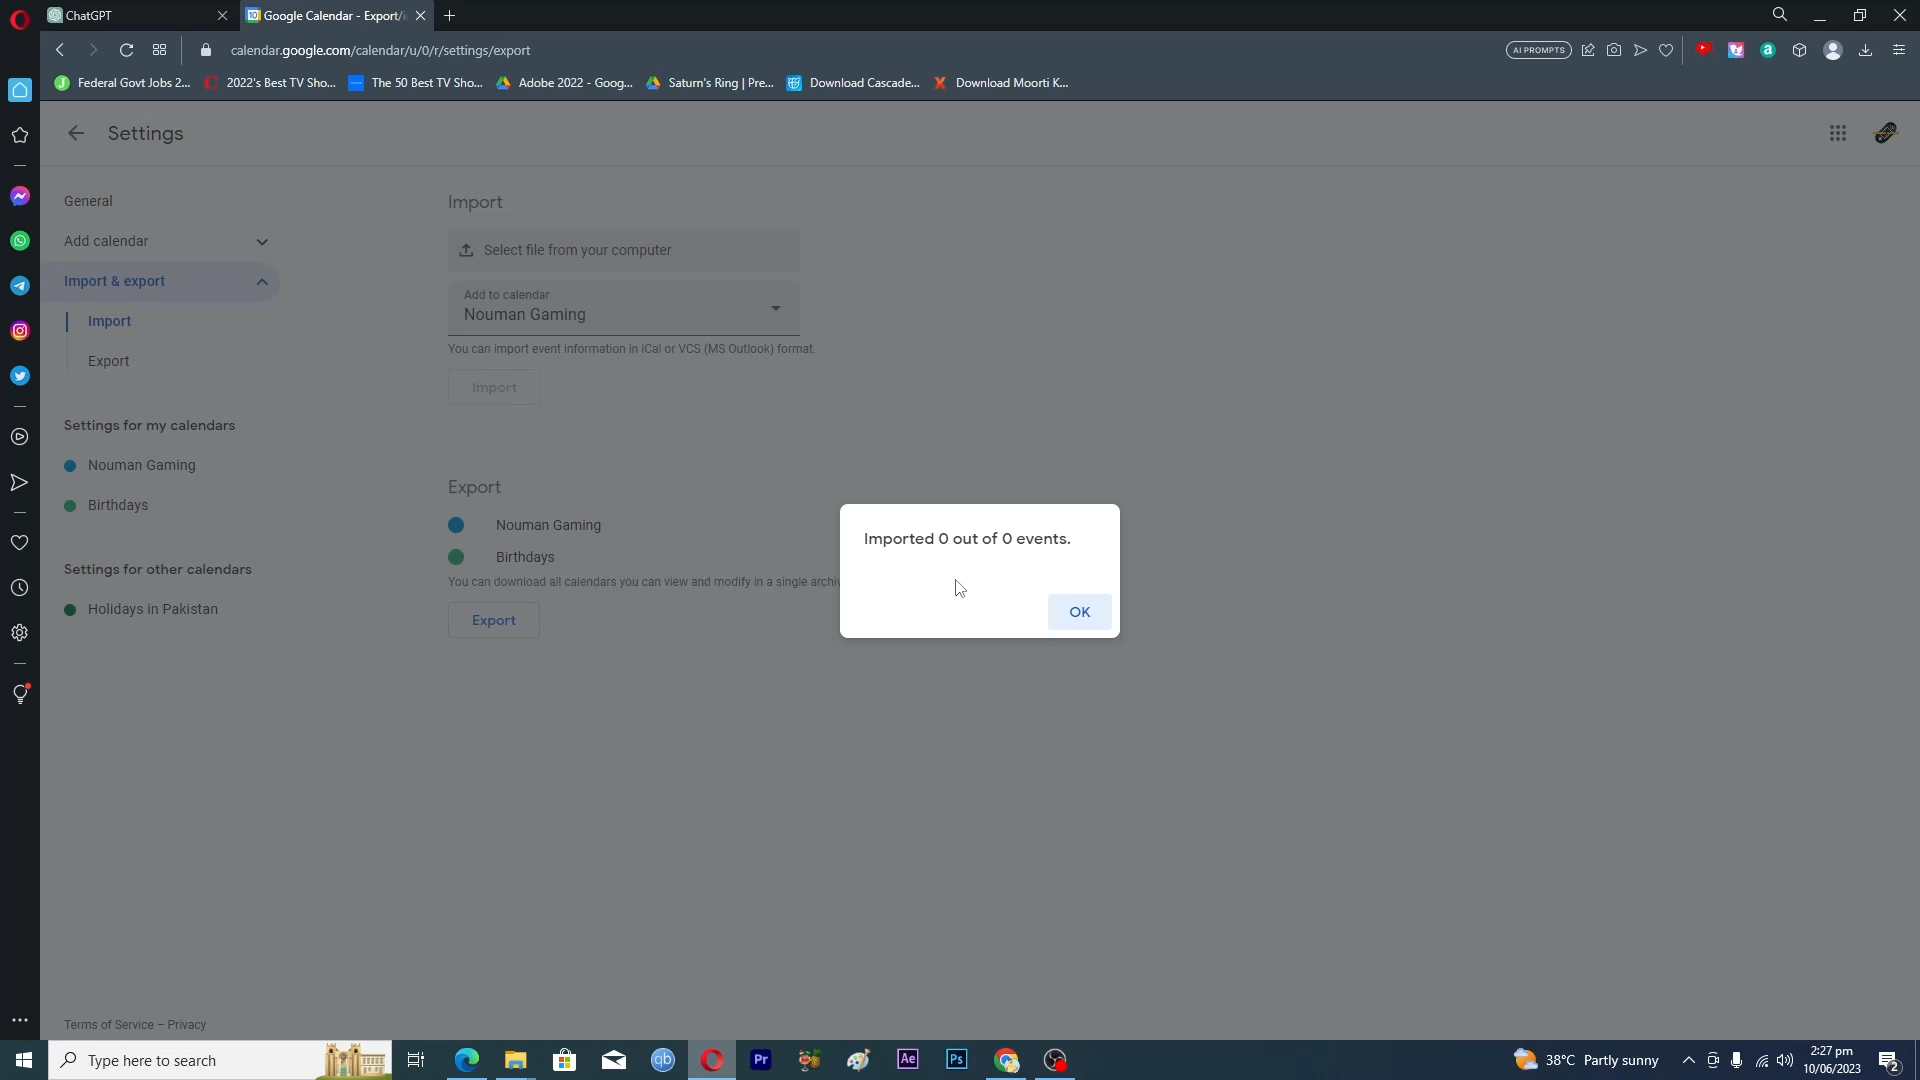 ChatGPT
Google Calendar - Export/i
calendar.google.com/calendar/u/0/r/settings/export
AI PROMPTS
Federal Govt Jobs 2...
2022's Best TV Sho...
The 50 Best TV Sho...
Adobe 2022 - Goog...
Saturn's Ring | Pre...
Download Cascade...
Download Moorti K...
Settings
General
Add calendar
Import & export
Import
Export
Settings for my calendars
Nouman Gaming
Birthdays
Settings for other calendars
Holidays in Pakistan
Import
Select file from your computer
Add to calendar
Nouman Gaming
You can import event information in iCal or VCS (MS Outlook) format.
Import
Export
Nouman Gaming
Birthdays
You can download all calendars you can view and modify in a single archiv
Export
Imported 0 out of 0 events.
OK
Terms of Service – Privacy
Type here to search
qb
Pr
Ae
Ps
38°C Partly sunny
2:27 pm
10/06/2023
2